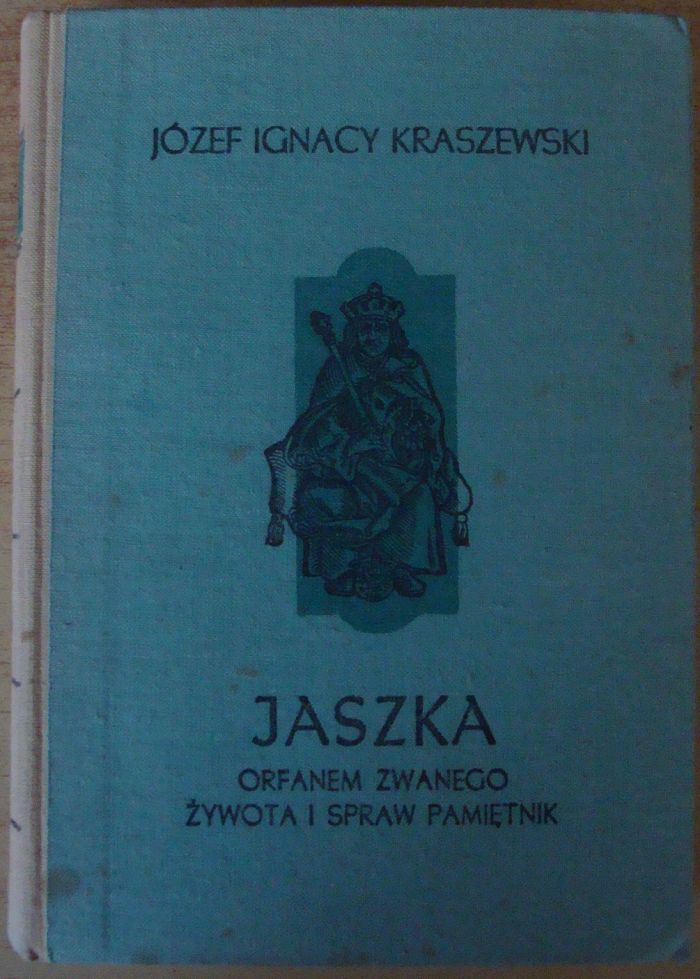 JÓZEF IGNACY KRASZEWSKI
JASZKA
ORFANEM ZWANEGO
ŻYWOTA I SPRAW PAMIĘTNIK